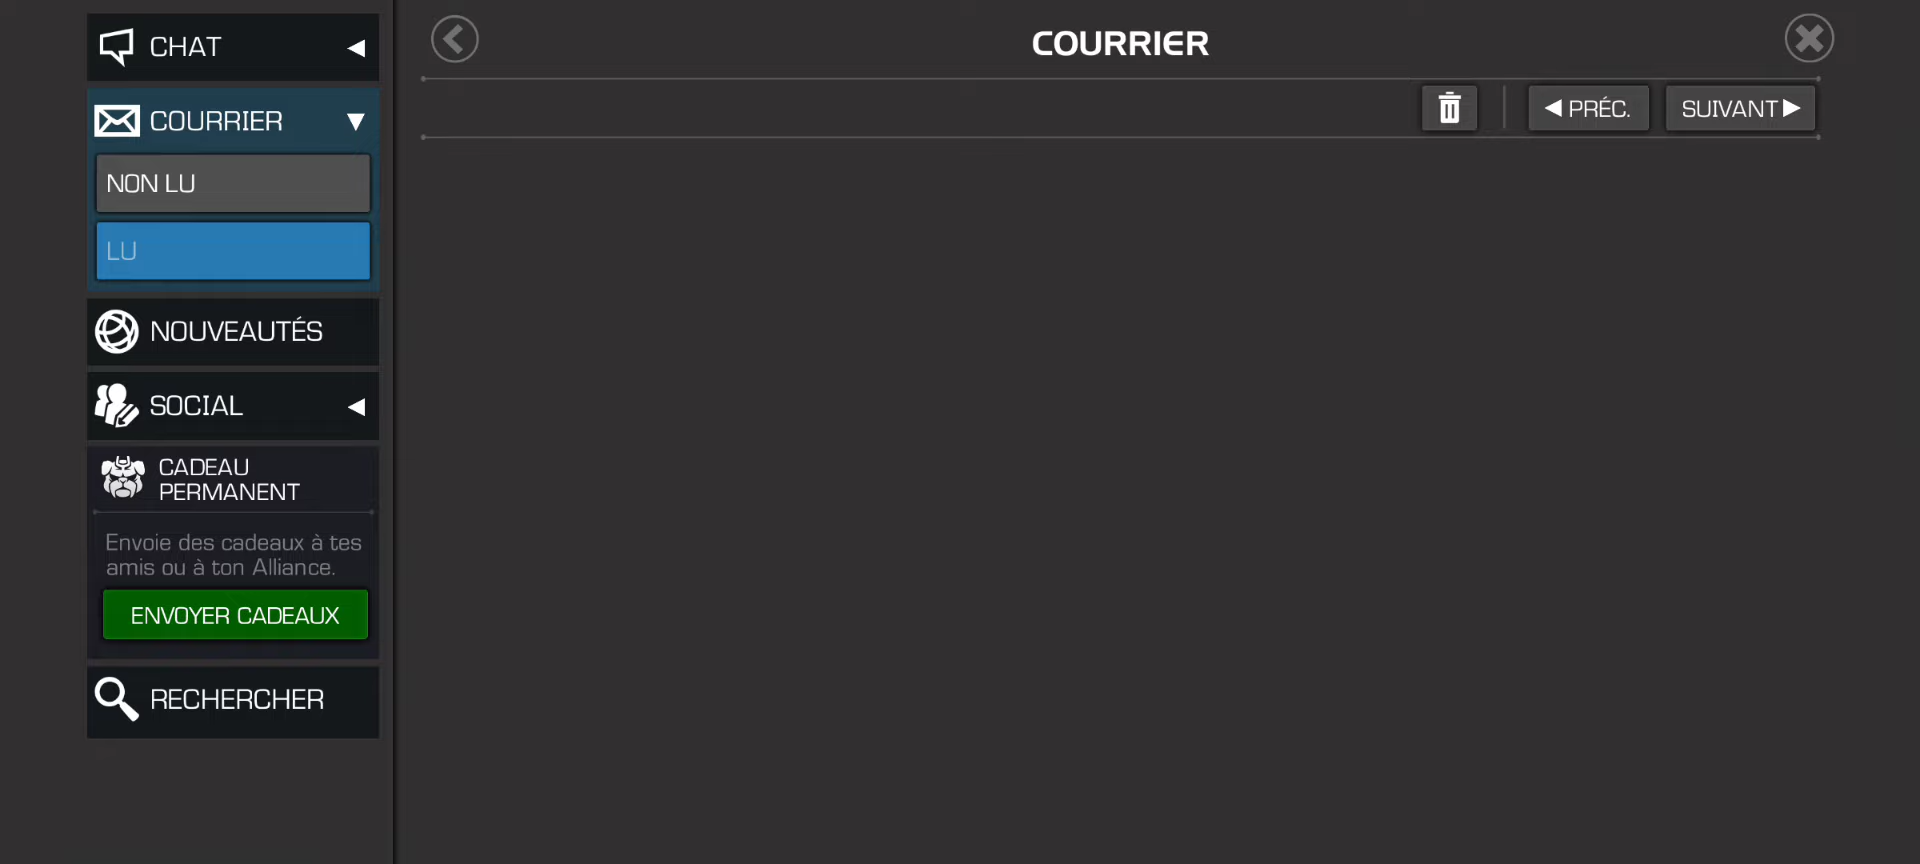 CHAT
COURRIER
NON LU
LU
NOUVEAUTÉS
SOCIAL
CADEAU
PERMANENT
Envoie des cadeaux à tes
amis ou à ton Alliance.
ENVOYER CADEAUX
RECHERCHER
COURRIER
PRÉC.
SUIVANT